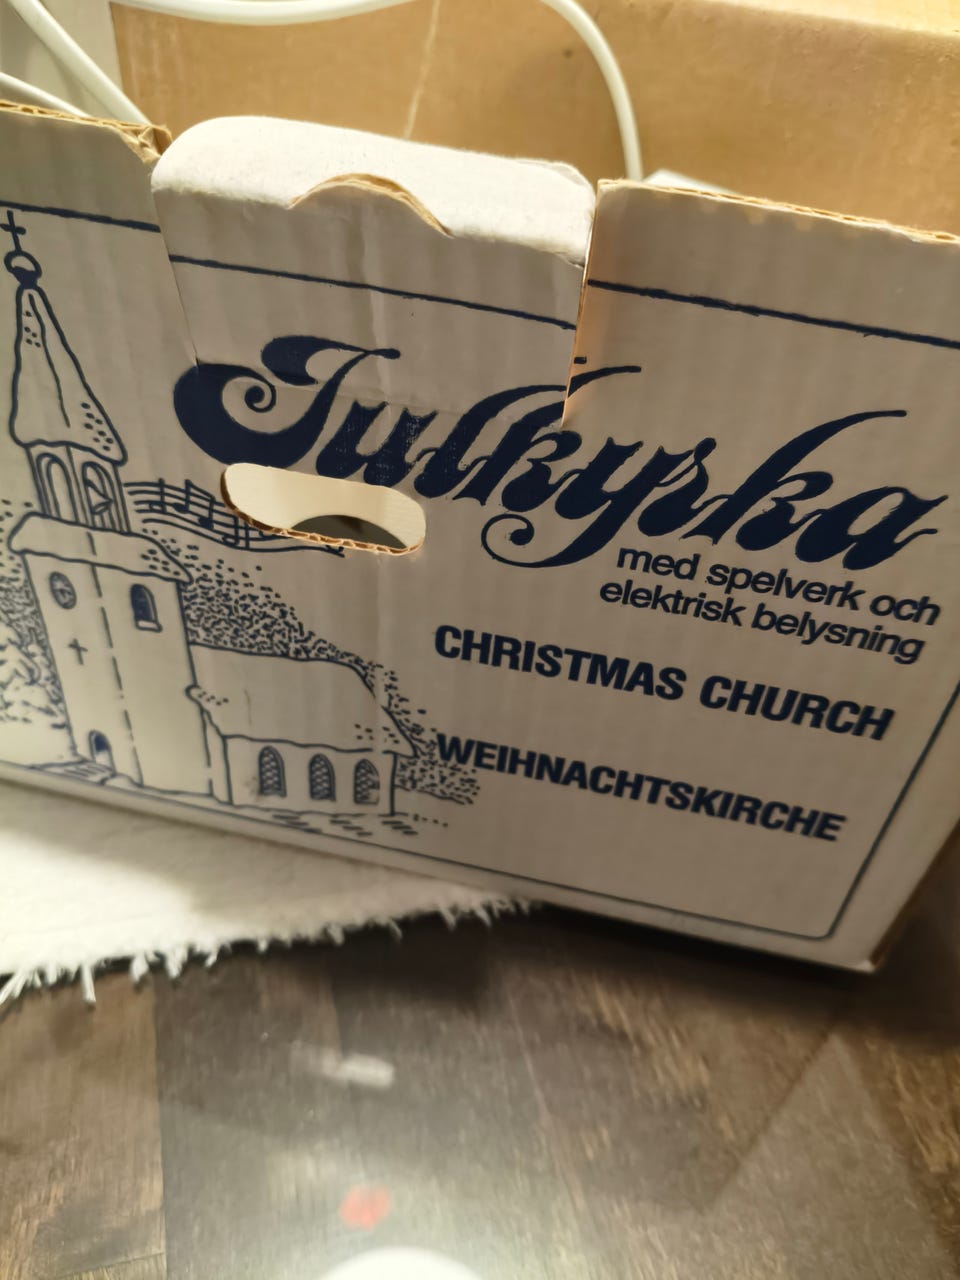 Julkyrka
med spelverk och
elektrisk belysning
CHRISTMAS CHURCH
WEIHNACHTSKIRCHE